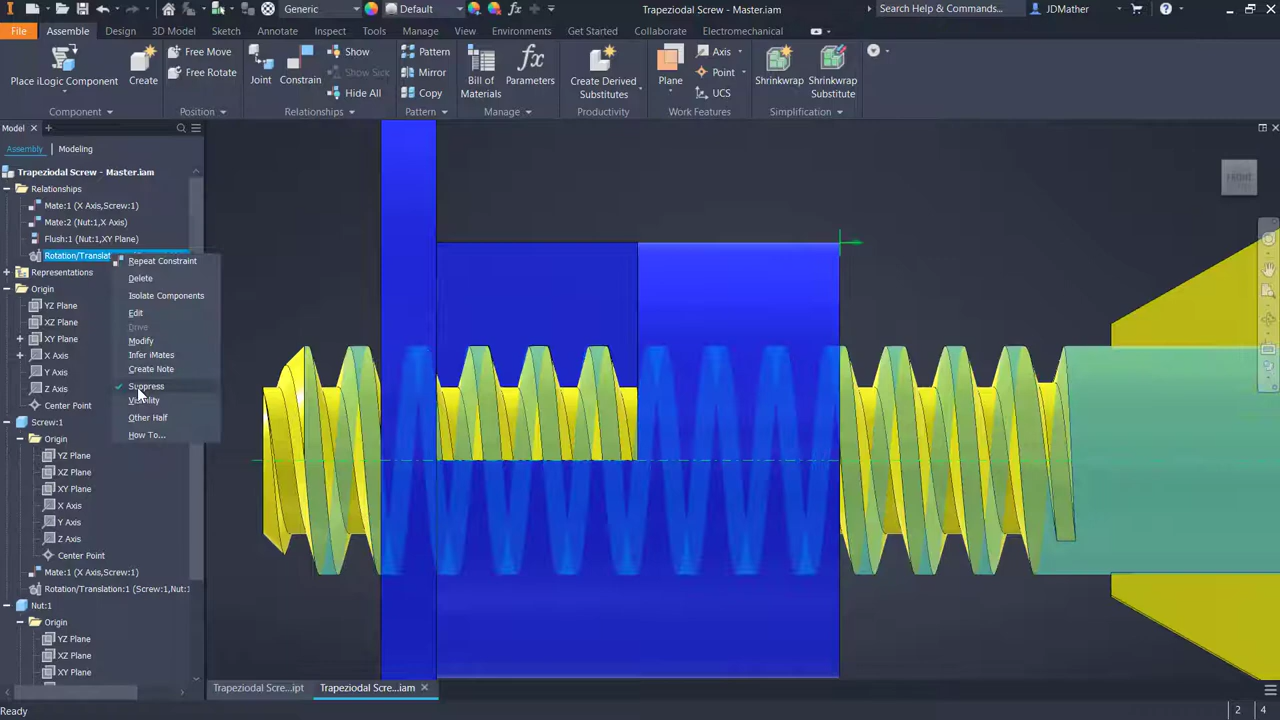 Generic
Default
fx
Trapeziodal Screw - Master.iam
Search Help & Commands...
JDMather
File
Assemble
Design
3D Model
Sketch
Annotate
Inspect
Tools
Manage
View
Environments
Get Started
Collaborate
Electromechanical
Place iLogic Component
Create
Free Move
Free Rotate
Joint
Constrain
Show
Show Sick
Hide All
Pattern
Mirror
Copy
Bill of
Materials
fx
Parameters
Create Derived
Substitutes
Plane
Axis
Point
UCS
Shrinkwrap
Shrinkwrap
Substitute
Component
Position
Relationships
Pattern
Manage
Productivity
Work Features
Simplification
Model
Assembly
Modeling
Trapeziodal Screw - Master.iam
Relationships
Mate:1 (X Axis,Screw:1)
Mate:2 (Nut:1,X Axis)
Flush:1 (Nut:1,XY Plane)
Rotation/Translat
Representations
Origin
YZ Plane
XZ Plane
XY Plane
X Axis
Y Axis
Z Axis
Center Point
Screw:1
Origin
YZ Plane
XZ Plane
XY Plane
X Axis
Y Axis
Z Axis
Center Point
Mate:1 (X Axis,Screw:1)
Rotation/Translation:1 (Screw:1,Nut:1
Nut:1
Origin
YZ Plane
XZ Plane
XY Plane
Repeat Constraint
Delete
Isolate Components
Edit
Drive
Modify
Infer iMates
Create Note
Suppress
Visibility
Other Half
How To...
FRONT
Trapeziodal Scre...ipt
Trapeziodal Scre...iam
Ready
2
4